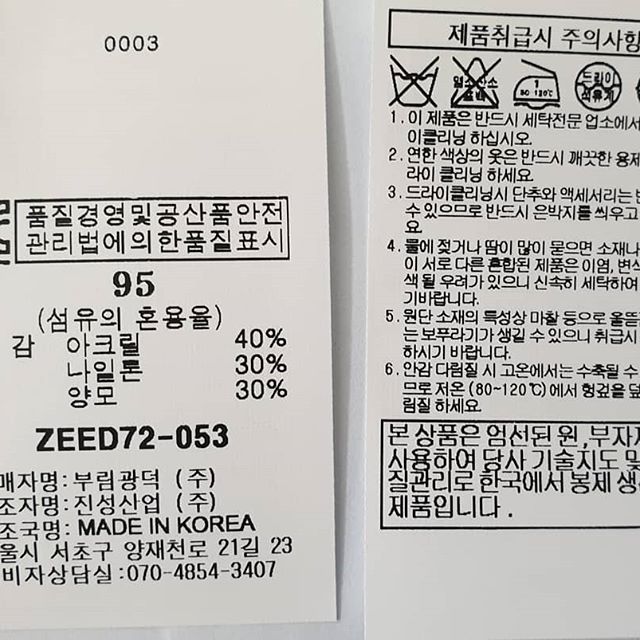 0003
품질경영및공산품안전
관리법에의한품질표시
95
(섬유의 혼용율)
감 아크릴 40%
나일론 30%
양모 30%
ZEED72-053
매자명: 부림광덕 (주)
조자명: 진성산업 (주)
조국명: MADE IN KOREA
울시 서초구 양재천로 21길 23
비자상담실:070-4854-3407
제품취급시 주의사항
염소산소
표백
1
80-120℃
드라이
석유계
1. 이 제품은 반드시 세탁전문 업소에서
이클리닝 하십시오.
2. 연한 색상의 옷은 반드시 깨끗한 용제
라이 클리닝 하세요.
3. 드라이클리닝시 단추와 액세서리는
수 있으므로 반드시 은박지를 씌우고
요.
4. 물에 젖거나 땀이 많이 묻으면 소재나
이 서로 다른 혼합된 제품은 이염, 변색
색 될 우려가 있으니 신속히 세탁하여
기바랍니다.
5. 원단 소재의 특성상 마찰 등으로 올뜯
는 보푸라기가 생길 수 있으니 취급시
하시기 바랍니다.
6. 안감 다림질 시 고온에서는 수축될 수
므로 저온 (80~120℃)에서 헝겊을 덮
림질 하세요.
본 상품은 엄선된 원,부자재
사용하여 당사 기술지도 및
질관리로 한국에서 봉제 생
제품입니다.